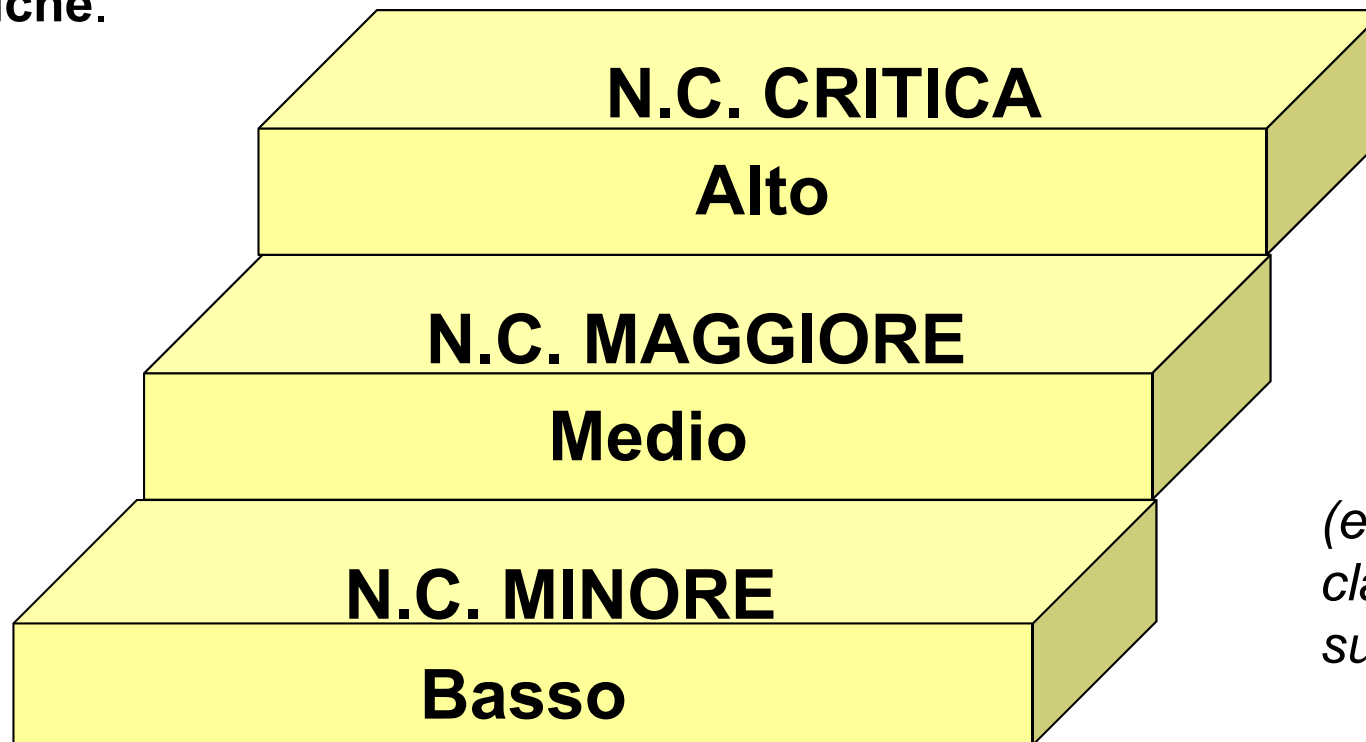 N.C. CRITICA
Alto
N.C. MAGGIORE
Medio
N.C. MINORE
Basso